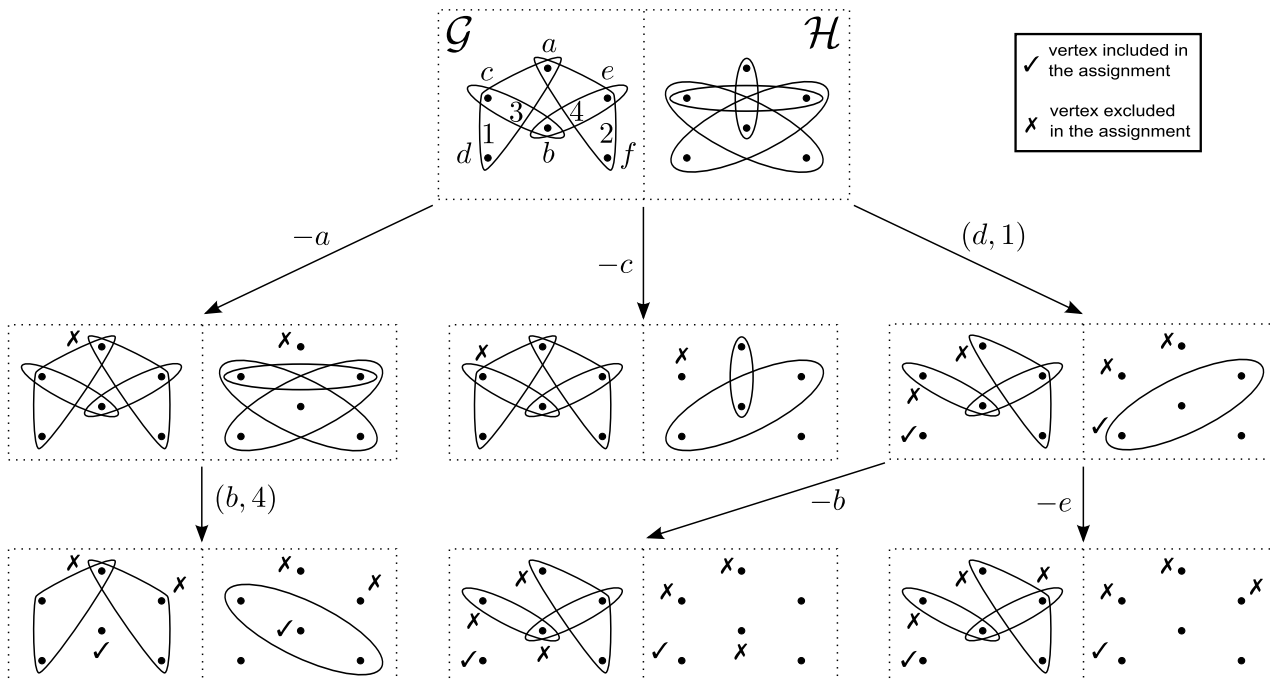 𝒢
ℋ
a
c
e
3
4
1
2
d
b
f
✓ vertex included in
the assignment
✗ vertex excluded
in the assignment
−a
−c
(d, 1)
✗
✗
✗
✗
✗
✗
✗
✗
✗
✓
✓
(b, 4)
−b
−e
✗
✗
✗
✗
✗
✗
✗
✗
✗
✗
✗
✗
✗
✗
✓
✗
✓
✗
✓
✗
✓
✓
✓